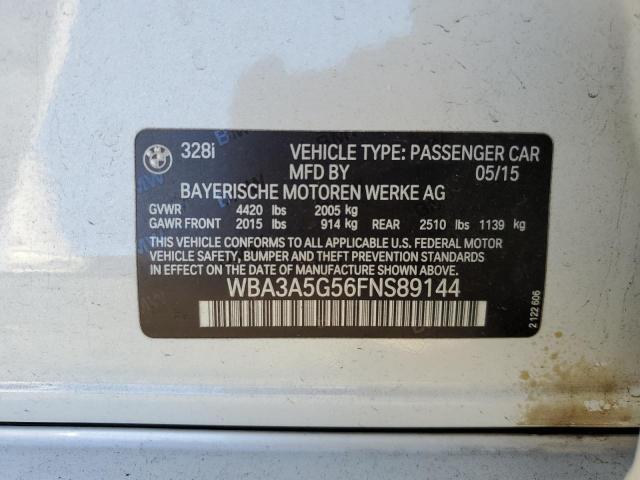 328i VEHICLE TYPE: PASSENGER CAR
MFD BY 05/15
BAYERISCHE MOTOREN WERKE AG
GVWR 4420 lbs 2005 kg
GAWR FRONT 2015 lbs 914 kg REAR 2510 lbs 1139 kg
THIS VEHICLE CONFORMS TO ALL APPLICABLE U.S. FEDERAL MOTOR
VEHICLE SAFETY, BUMPER AND THEFT PREVENTION STANDARDS
IN EFFECT ON THE DATE OF MANUFACTURE SHOWN ABOVE.
WBA3A5G56FNS89144
2 122 606